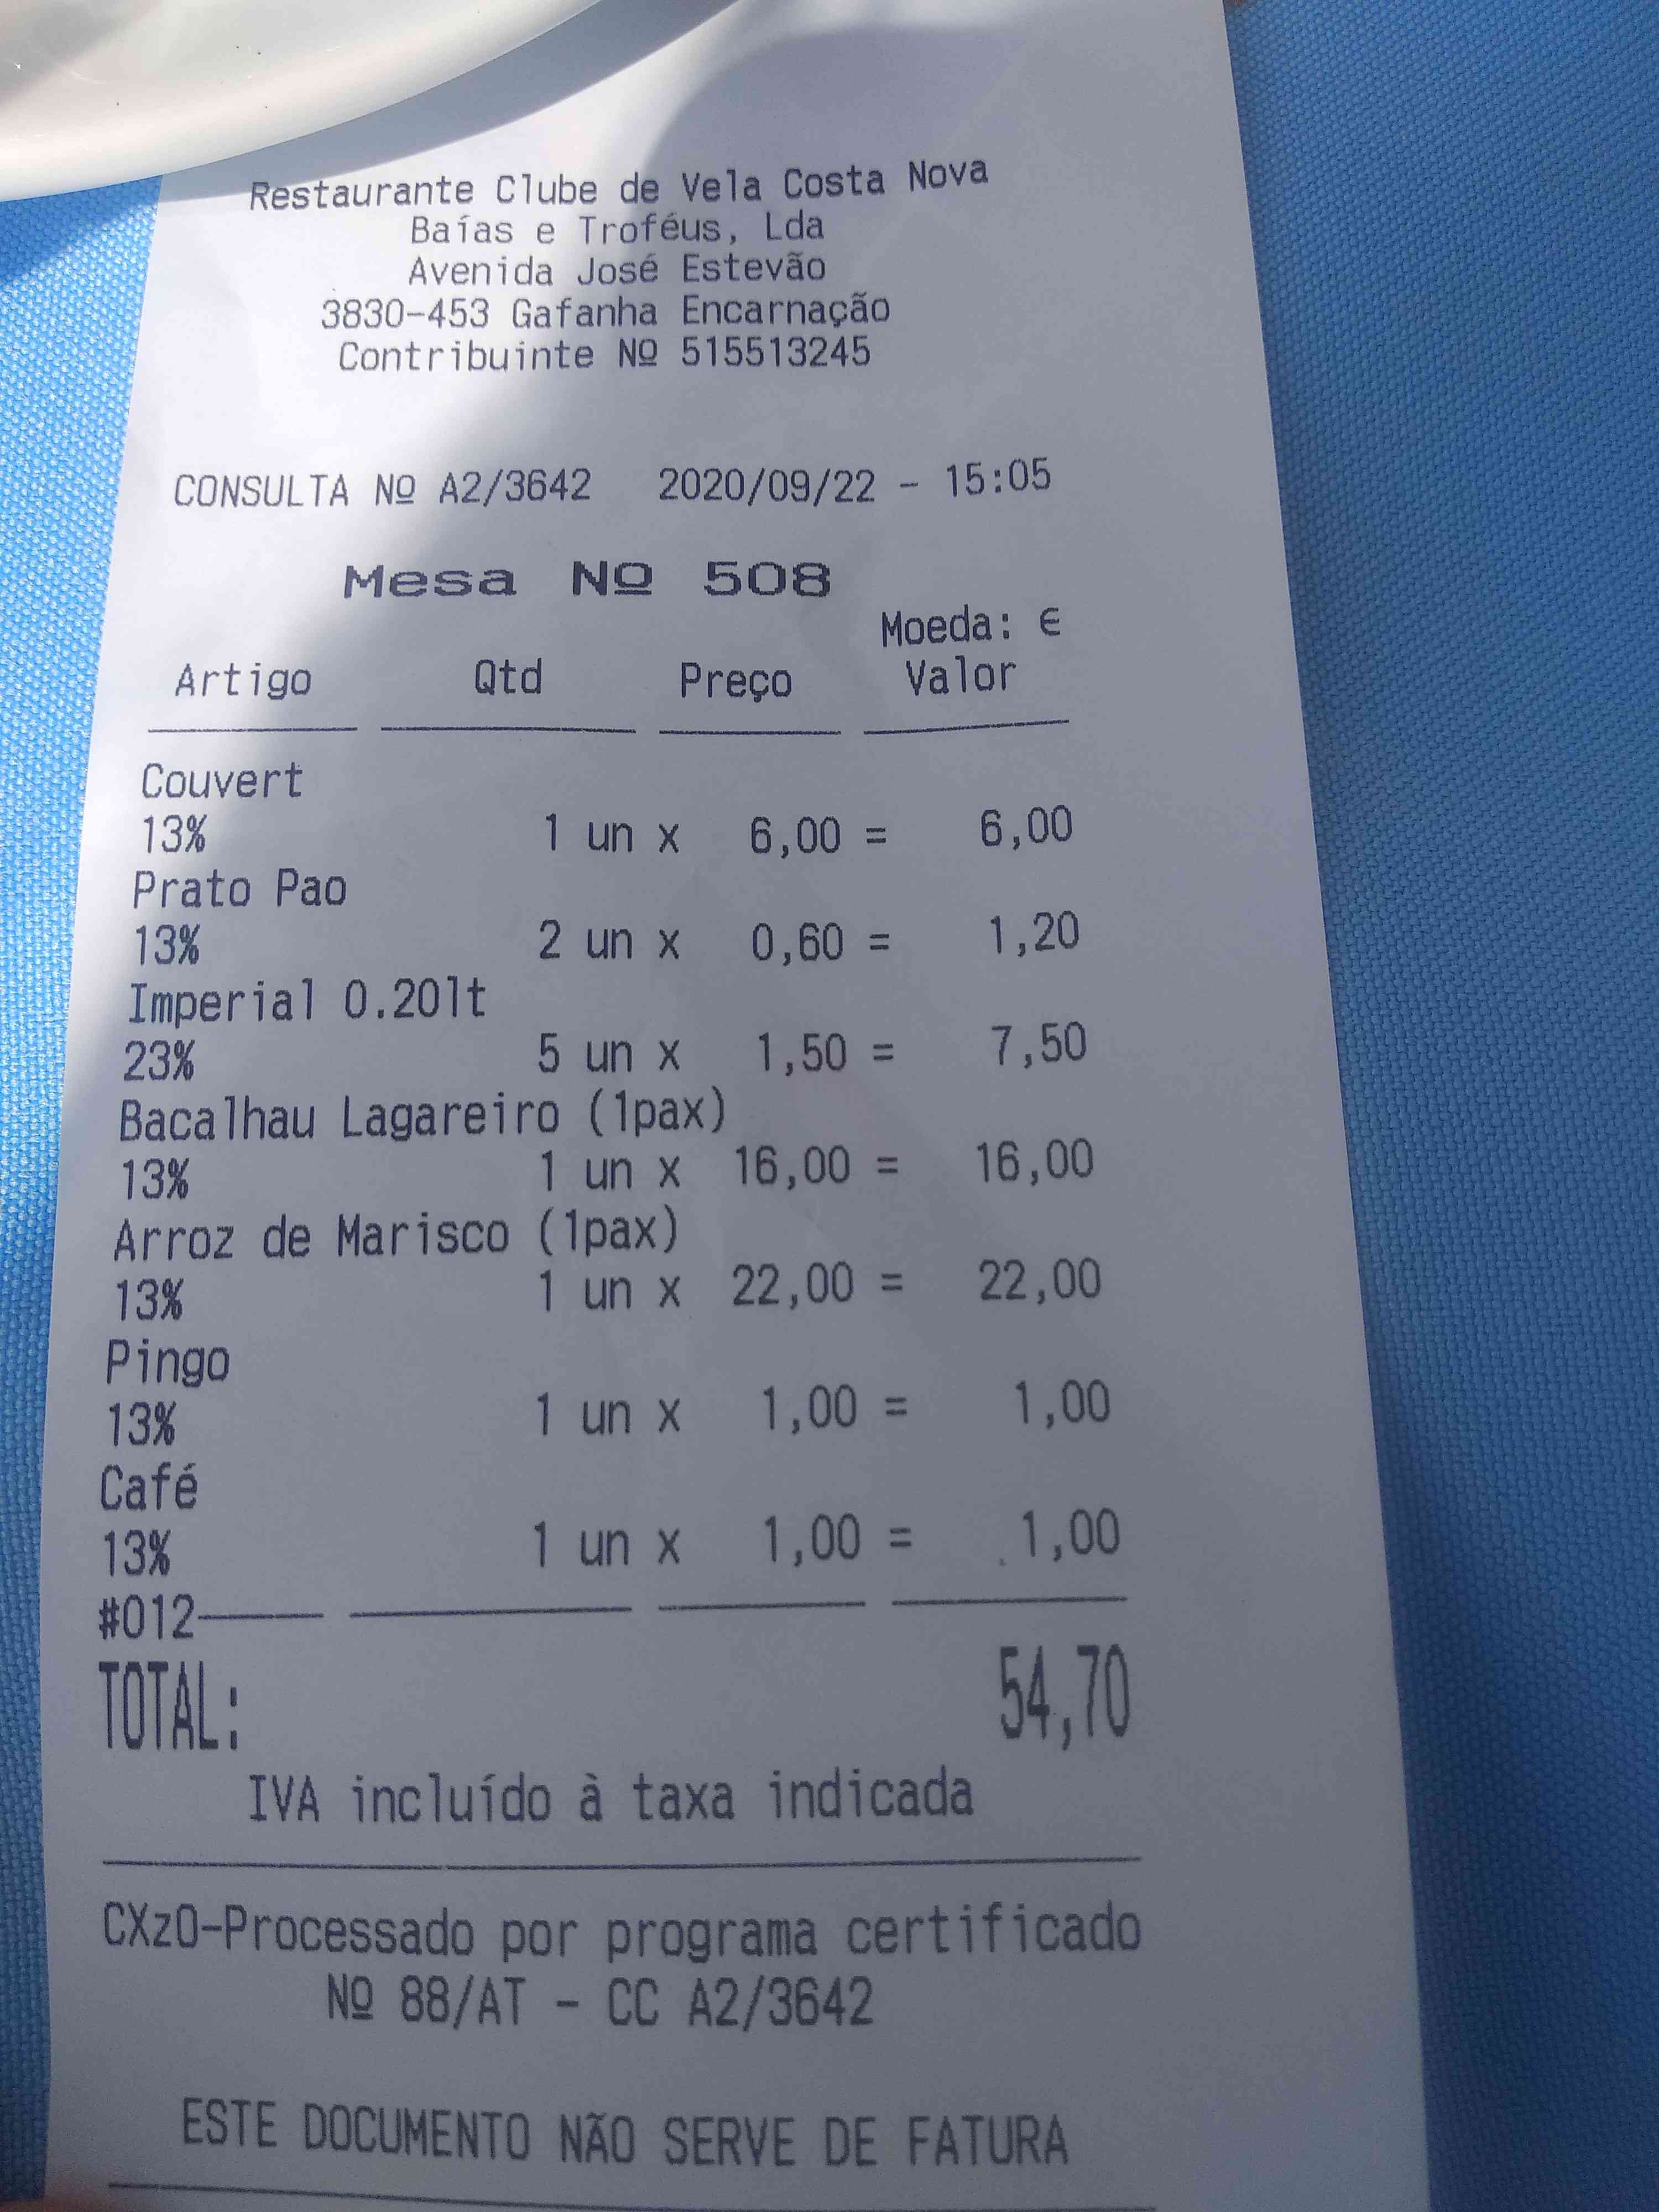 Restaurante Clube de Vela Costa Nova
Baías e Troféus, Lda
Avenida José Estevão
3830-453 Gafanha Encarnação
Contribuinte Nº 515513245
CONSULTA Nº A2/3642 2020/09/22 - 15:05
Mesa Nº 508
Moeda: €
Artigo Qtd Preço Valor
Couvert
13% 1 un x 6,00 = 6,00
Prato Pao
13% 2 un x 0,60 = 1,20
Imperial 0.20lt
23% 5 un x 1,50 = 7,50
Bacalhau Lagareiro (1pax)
13% 1 un x 16,00 = 16,00
Arroz de Marisco (1pax)
13% 1 un x 22,00 = 22,00
Pingo
13% 1 un x 1,00 = 1,00
Café
13% 1 un x 1,00 = 1,00
#012
TOTAL: 54,70
IVA incluído à taxa indicada
CXzO-Processado por programa certificado
Nº 88/AT - CC A2/3642
ESTE DOCUMENTO NÃO SERVE DE FATURA